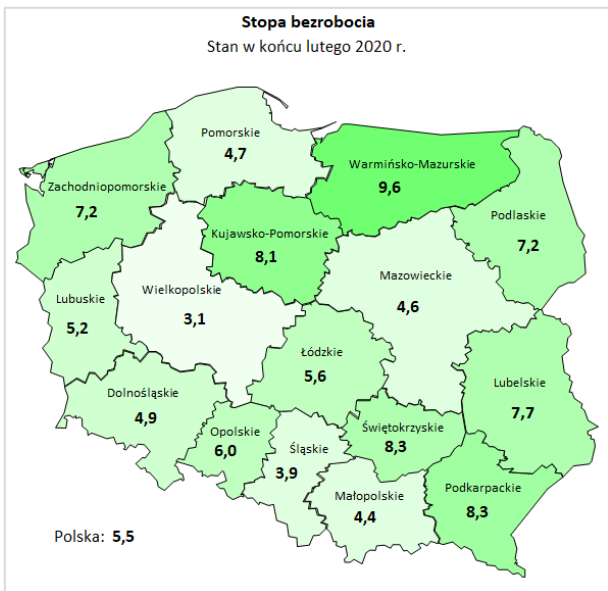 Stopa bezrobocia
Stan w końcu lutego 2020 r.
Pomorskie
4,7
Warmińsko-Mazurskie
9,6
Zachodniopomorskie
7,2
Podlaskie
7,2
Kujawsko-Pomorskie
8,1
Mazowieckie
4,6
Wielkopolskie
3,1
Lubuskie
5,2
Łódzkie
5,6
Lubelskie
7,7
Dolnośląskie
4,9
Opolskie
6,0
Śląskie
3,9
Świętokrzyskie
8,3
Małopolskie
4,4
Podkarpackie
8,3
Polska: 5,5